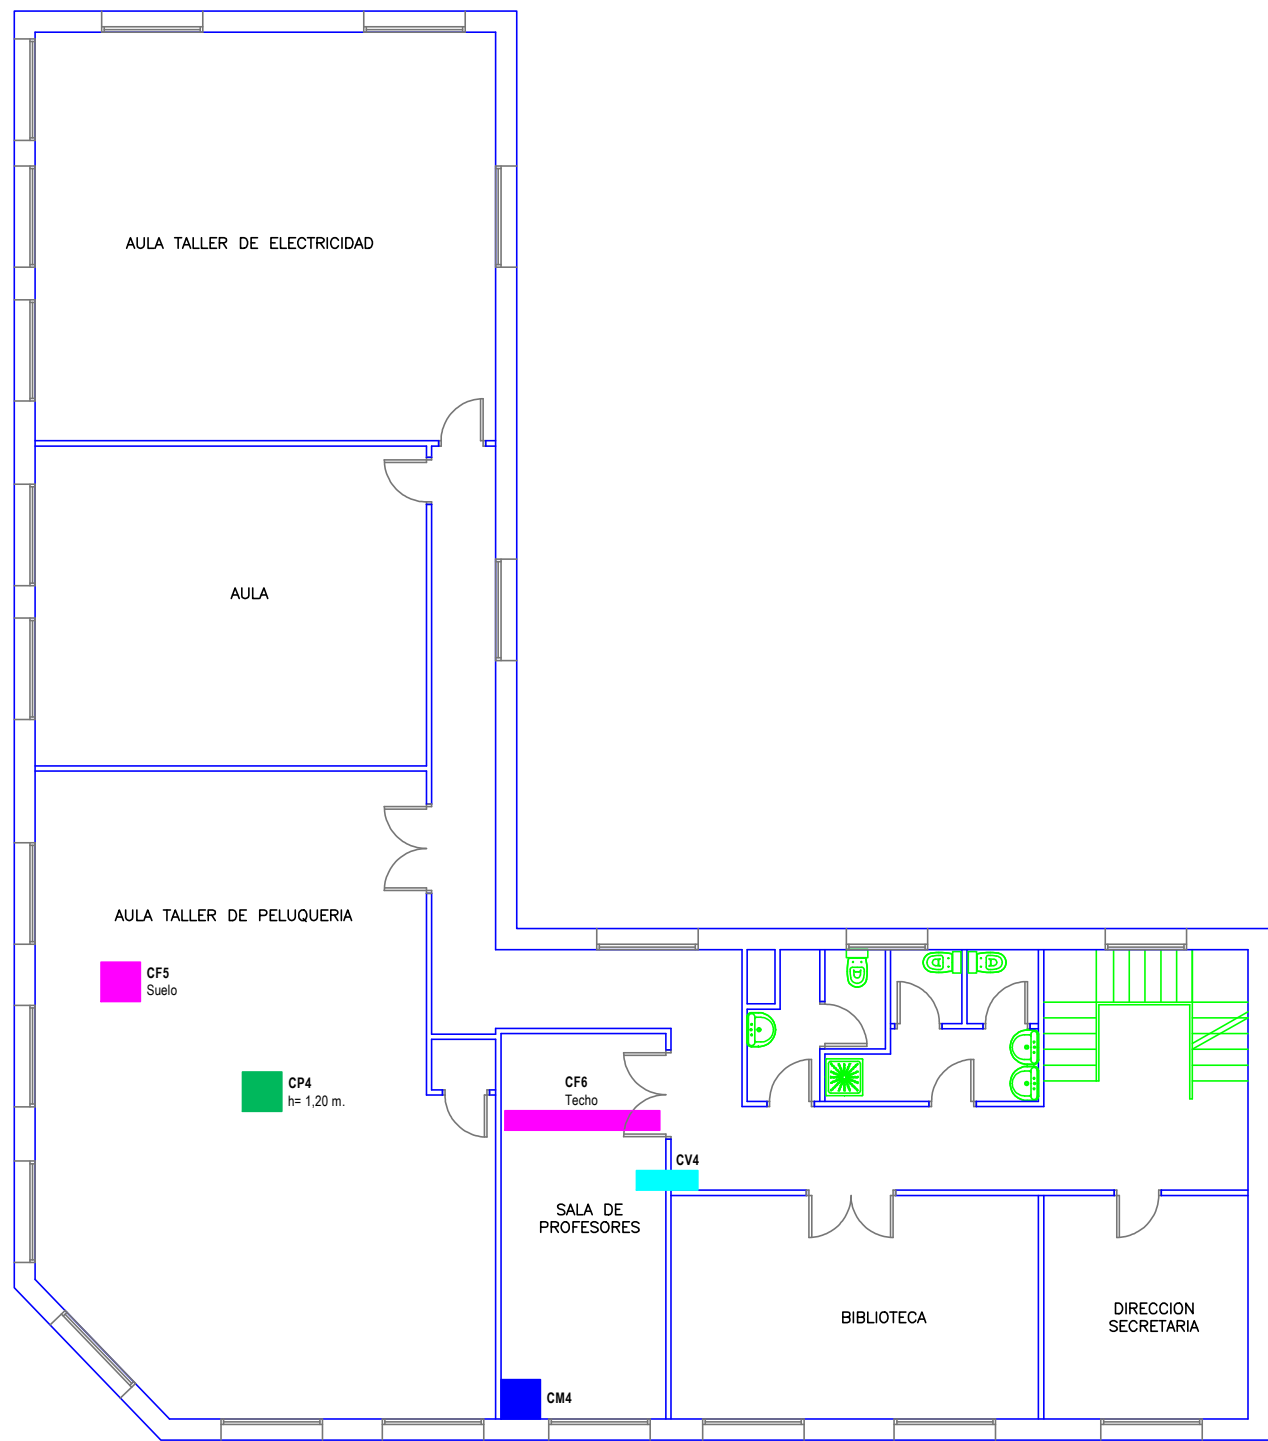 AULA TALLER DE ELECTRICIDAD
AULA
AULA TALLER DE PELUQUERIA
CF5
Suelo
CP4
h= 1,20 m.
CF6
Techo
CV4
SALA DE
PROFESORES
BIBLIOTECA
DIRECCION
SECRETARIA
CM4